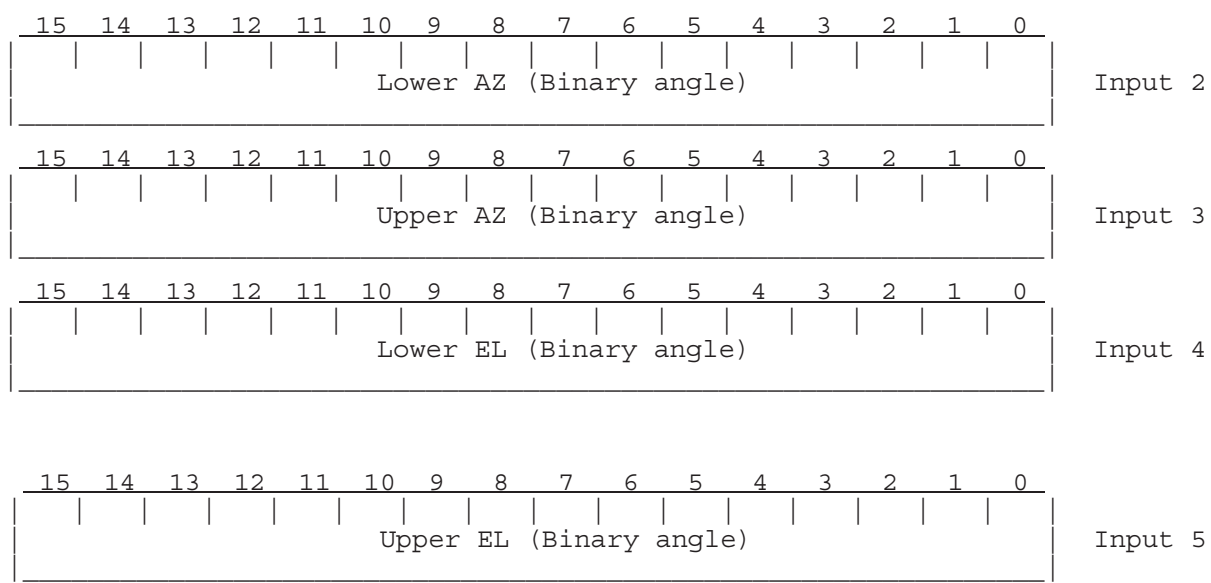 15 14 13 12 11 10 9 8 7 6 5 4 3 2 1 0
Lower AZ (Binary angle) Input 2
15 14 13 12 11 10 9 8 7 6 5 4 3 2 1 0
Upper AZ (Binary angle) Input 3
15 14 13 12 11 10 9 8 7 6 5 4 3 2 1 0
Lower EL (Binary angle) Input 4
15 14 13 12 11 10 9 8 7 6 5 4 3 2 1 0
Upper EL (Binary angle) Input 5